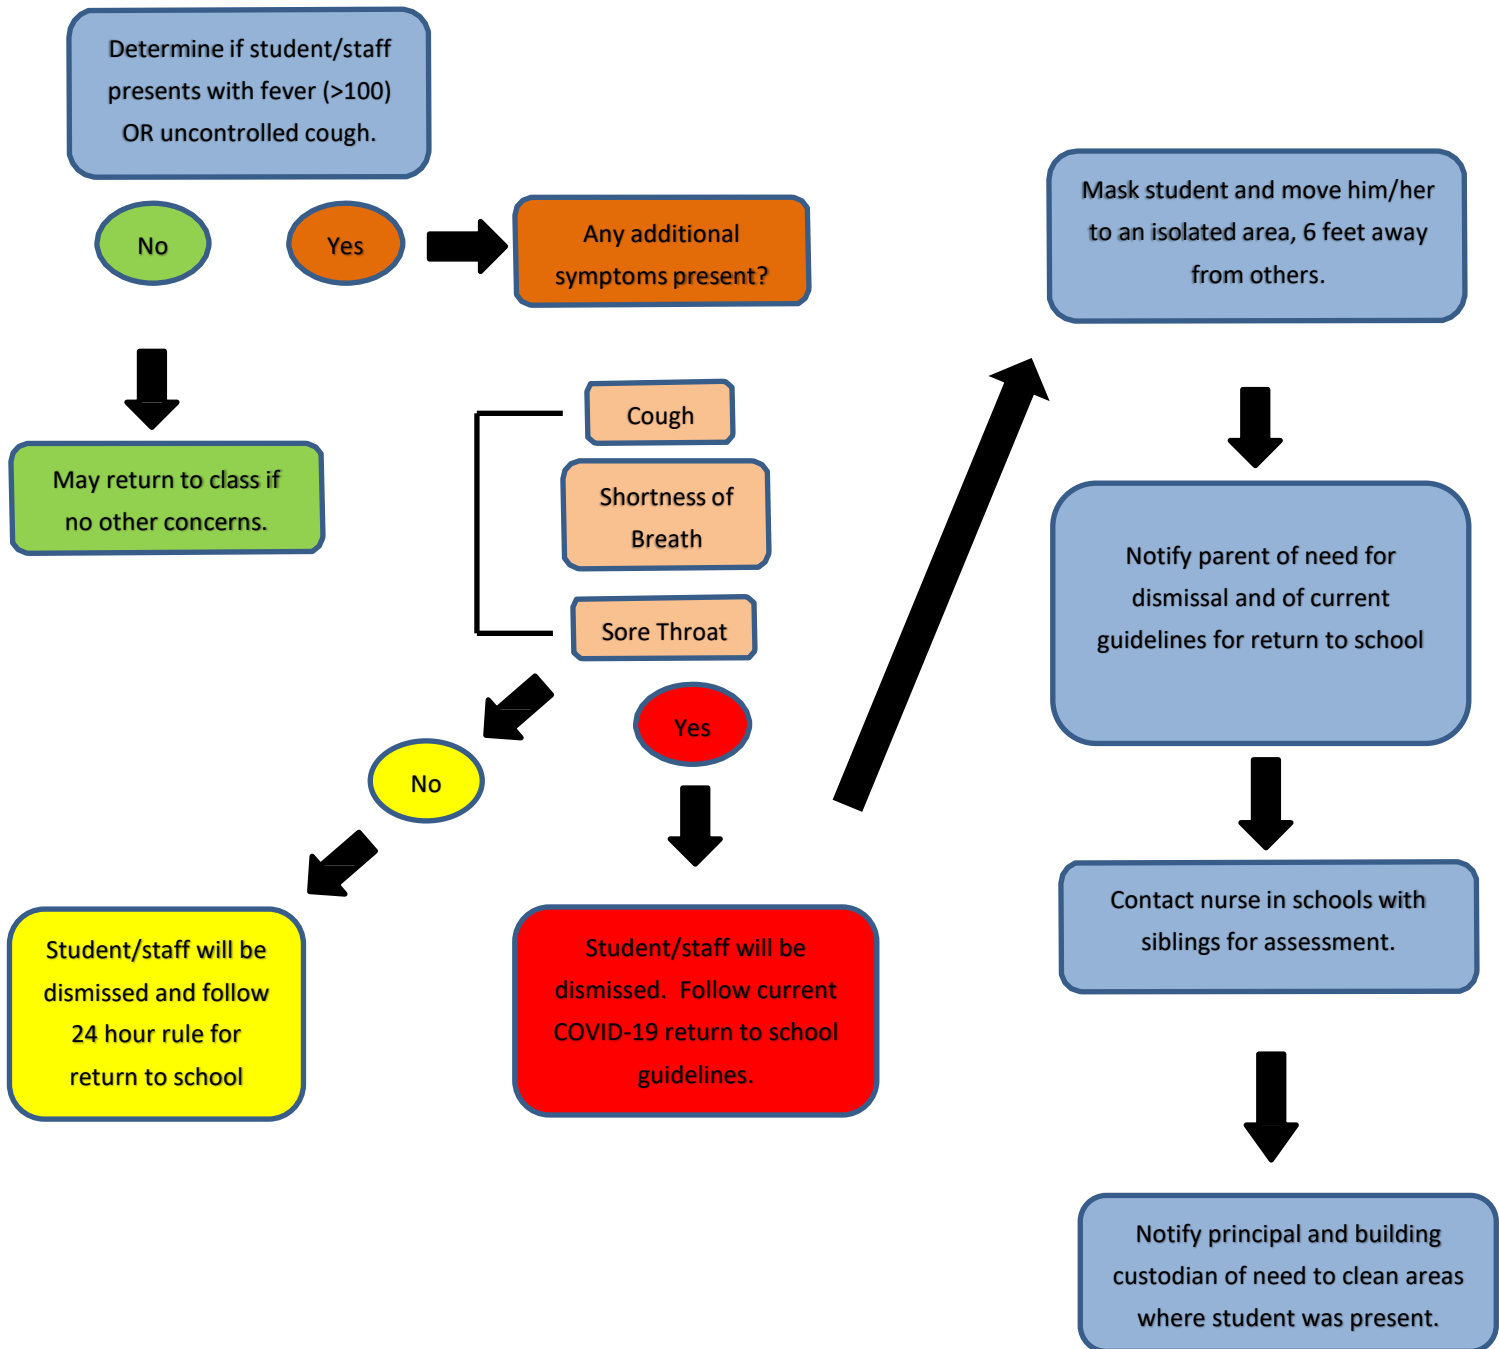 Determine if student/staff
presents with fever (>100)
OR uncontrolled cough.
No
Yes
Any additional
symptoms present?
May return to class if
no other concerns.
Cough
Shortness of
Breath
Sore Throat
Yes
No
Student/staff will be
dismissed and follow
24 hour rule for
return to school
Student/staff will be
dismissed.  Follow current
COVID-19 return to school
guidelines.
Mask student and move him/her
to an isolated area, 6 feet away
from others.
Notify parent of need for
dismissal and of current
guidelines for return to school
Contact nurse in schools with
siblings for assessment.
Notify principal and building
custodian of need to clean areas
where student was present.